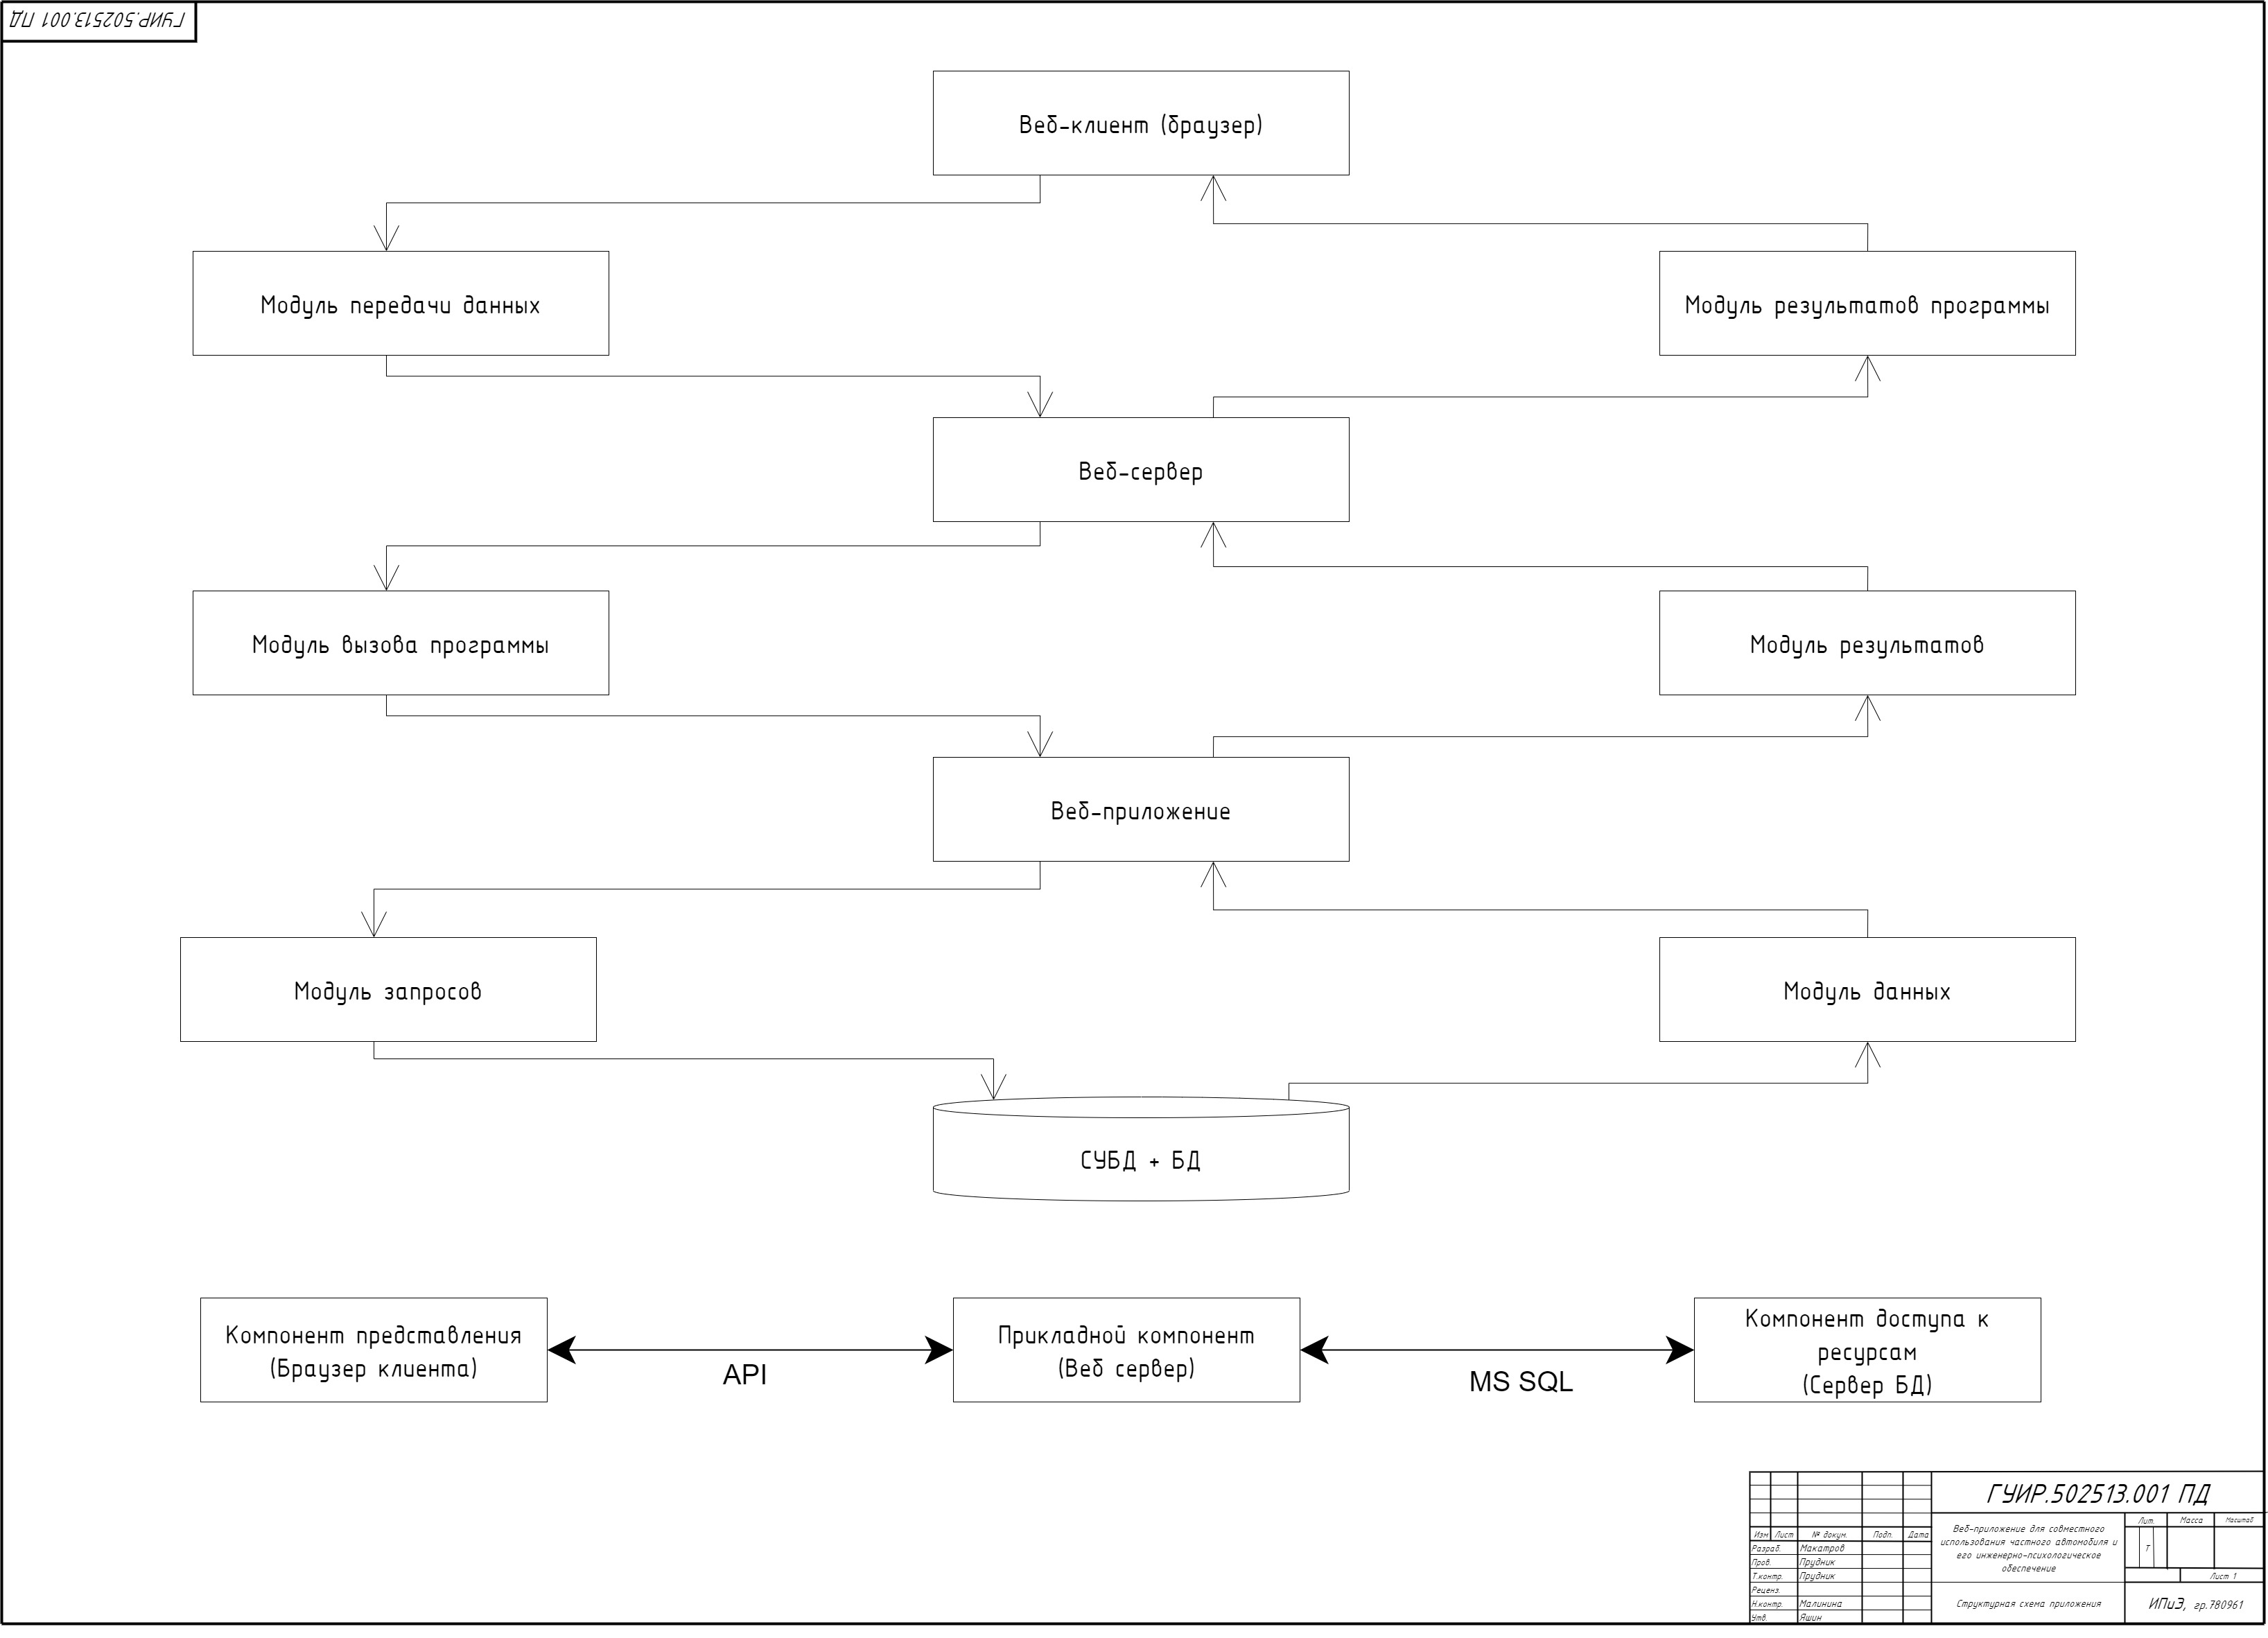 ГУИР.502513.001 ПД
Веб-клиент (браузер)
Модуль передачи данных
Модуль результатов программы
Веб-сервер
Модуль вызова программы
Модуль результатов
Веб-приложение
Модуль запросов
Модуль данных
СУБД + БД
Компонент представления
(Браузер клиента)
API
Прикладной компонент
(Веб сервер)
MS SQL
Компонент доступа к
ресурсам
(Сервер БД)
ГУИР.502513.001 ПД
Изм Лист № докум. Подп. Дата
Разраб. Макатров
Пров. Прудник
Т.контр. Прудник
Реценз.
Н.контр. Малинина
Утв. Яшин
Веб-приложение для совместного
использования частного автомобиля и
его инженерно-психологическое
обеспечение
Лит. Масса Масштаб
Т
Лист 1
Структурная схема приложения
ИПиЭ, гр.780961